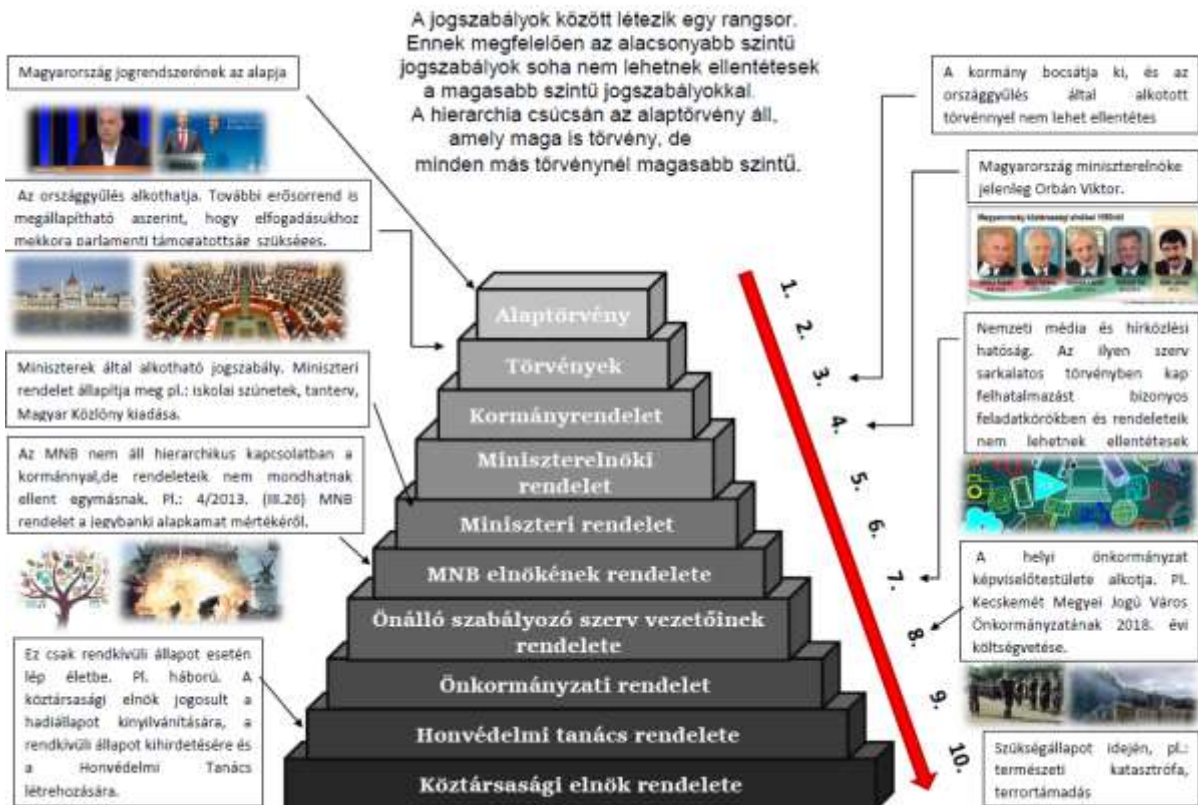 A jogszabályok között létezik egy rangsor.
Ennek megfelelően az alacsonyabb szintű
jogszabályok soha nem lehetnek ellentétesek
a magasabb szintű jogszabályokkal.
A hierarchia csúcsán az alaptörvény áll,
amely maga is törvény, de
minden más törvénynél magasabb szintű.
Magyarország jogrendszerének az alapja
Az országgyűlés alkothatja. További erősorrend is
megállapítható aszerint, hogy elfogadásukhoz
mekkora parlamenti támogatottság szükséges.
Miniszterek által alkotható jogszabály. Miniszteri
rendelet állapítja meg pl.: iskolai szünetek, tanterv,
Magyar Közlöny kiadása.
Az MNB nem áll hierarchikus kapcsolatban a
kormánnyal,de rendeleteik nem mondhatnak
ellent egymásnak. Pl.: 4/2013. (III.26) MNB
rendelet a jegybanki alapkamat mértékéről.
Ez csak rendkívüli állapot esetén
lép életbe. Pl. háború. A
köztársasági elnök jogosult a
hadiállapot kinyilvánítására, a
rendkívüli állapot kihirdetésére és
a Honvédelmi Tanács
létrehozására.
Alaptörvény
Törvények
Kormányrendelet
Miniszterelnöki
rendelet
Miniszteri rendelet
MNB elnökének rendelete
Önálló szabályozó szerv vezetőinek
rendelete
Önkormányzati rendelet
Honvédelmi tanács rendelete
Köztársasági elnök rendelete
1.
2.
3.
4.
5.
6.
7.
8.
9.
10.
A kormány bocsátja ki, és az
országgyűlés által alkotott
törvénnyel nem lehet ellentétes
Magyarország miniszterelnöke
jelenleg Orbán Viktor.
Magyarország köztársasági elnökei
Nemzeti média és hírközlési
hatóság. Az ilyen szerv
sarkalatos törvényben kap
felhatalmazást bizonyos
feladatkörökben és rendeleteik
nem lehetnek ellentétesek
A helyi önkormányzat
képviselőtestülete alkotja. Pl.
Kecskemét Megyei Jogú Város
Önkormányzatának 2018. évi
költségvetése.
Szükségállapot idején, pl.:
természeti katasztrófa,
terrortámadás